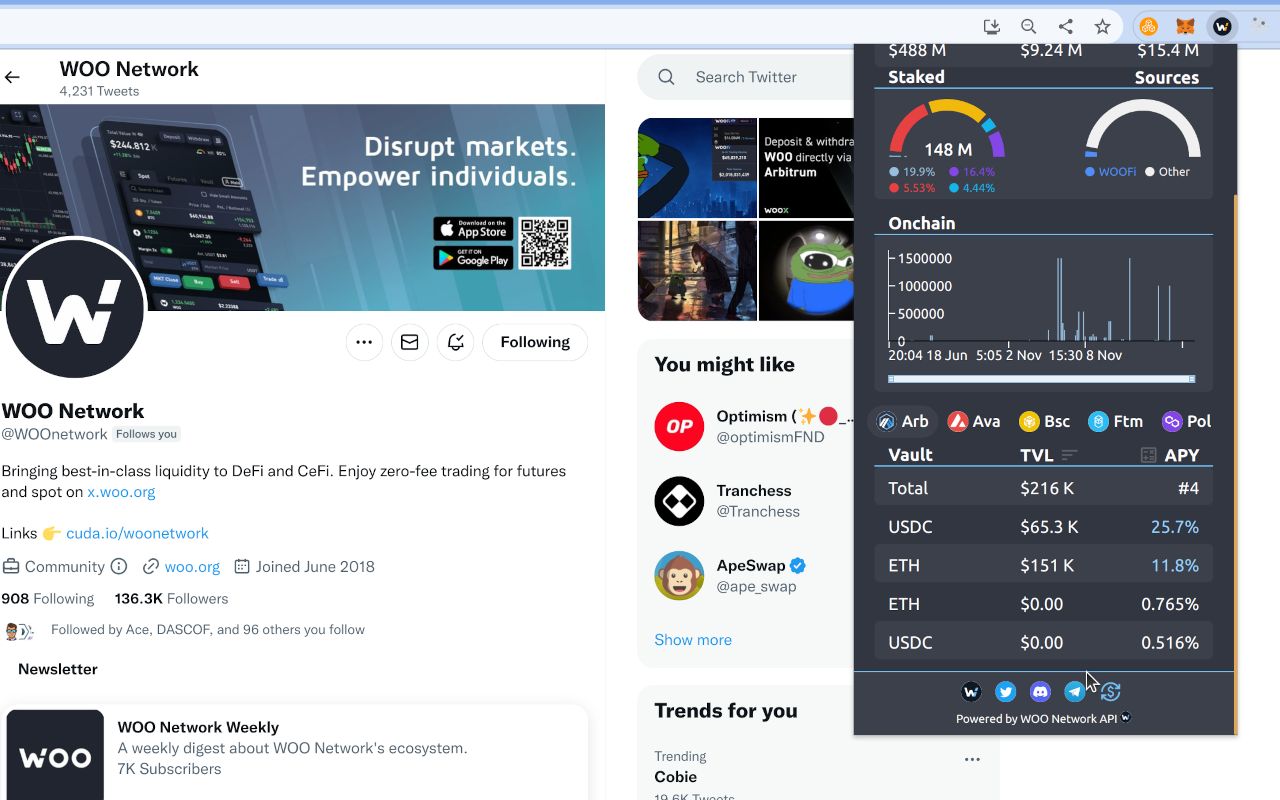 WOO Network
4,231 Tweets
Disrupt markets.
Empower individuals.
Download on the
App Store
GET IT ON
Google Play
$244.812
Deposit
Withdraw
Spot
Futures
Vault
Buy
Sell
Following
WOO Network
@WOOnetwork Follows you
Bringing best-in-class liquidity to DeFi and CeFi. Enjoy zero-fee trading for futures
and spot on x.woo.org
Links 👉 cuda.io/woonetwork
Community woo.org Joined June 2018
908 Following 136.3K Followers
Followed by Ace, DASCOF, and 96 others you follow
Newsletter
WOO
WOO Network Weekly
A weekly digest about WOO Network's ecosystem.
7K Subscribers
Search Twitter
Deposit & withdra
WOO directly via
Arbitrum
WOOX
You might like
OP
Optimism (✨🔴_…
@optimismFND
Tranchess
@Tranchess
ApeSwap
@ape_swap
Show more
Trends for you
Trending
Cobie
19.6K Tweets
$488 M $9.24 M $15.4 M
Staked Sources
148 M
19.9% 16.4%
5.53% 4.44%
WOOFi Other
Onchain
1500000
1000000
500000
0
20:04 18 Jun 5:05 2 Nov 15:30 8 Nov
Arb Ava Bsc Ftm Pol
Vault TVL APY
Total $216 K #4
USDC $65.3 K 25.7%
ETH $151 K 11.8%
ETH $0.00 0.765%
USDC $0.00 0.516%
Powered by WOO Network API